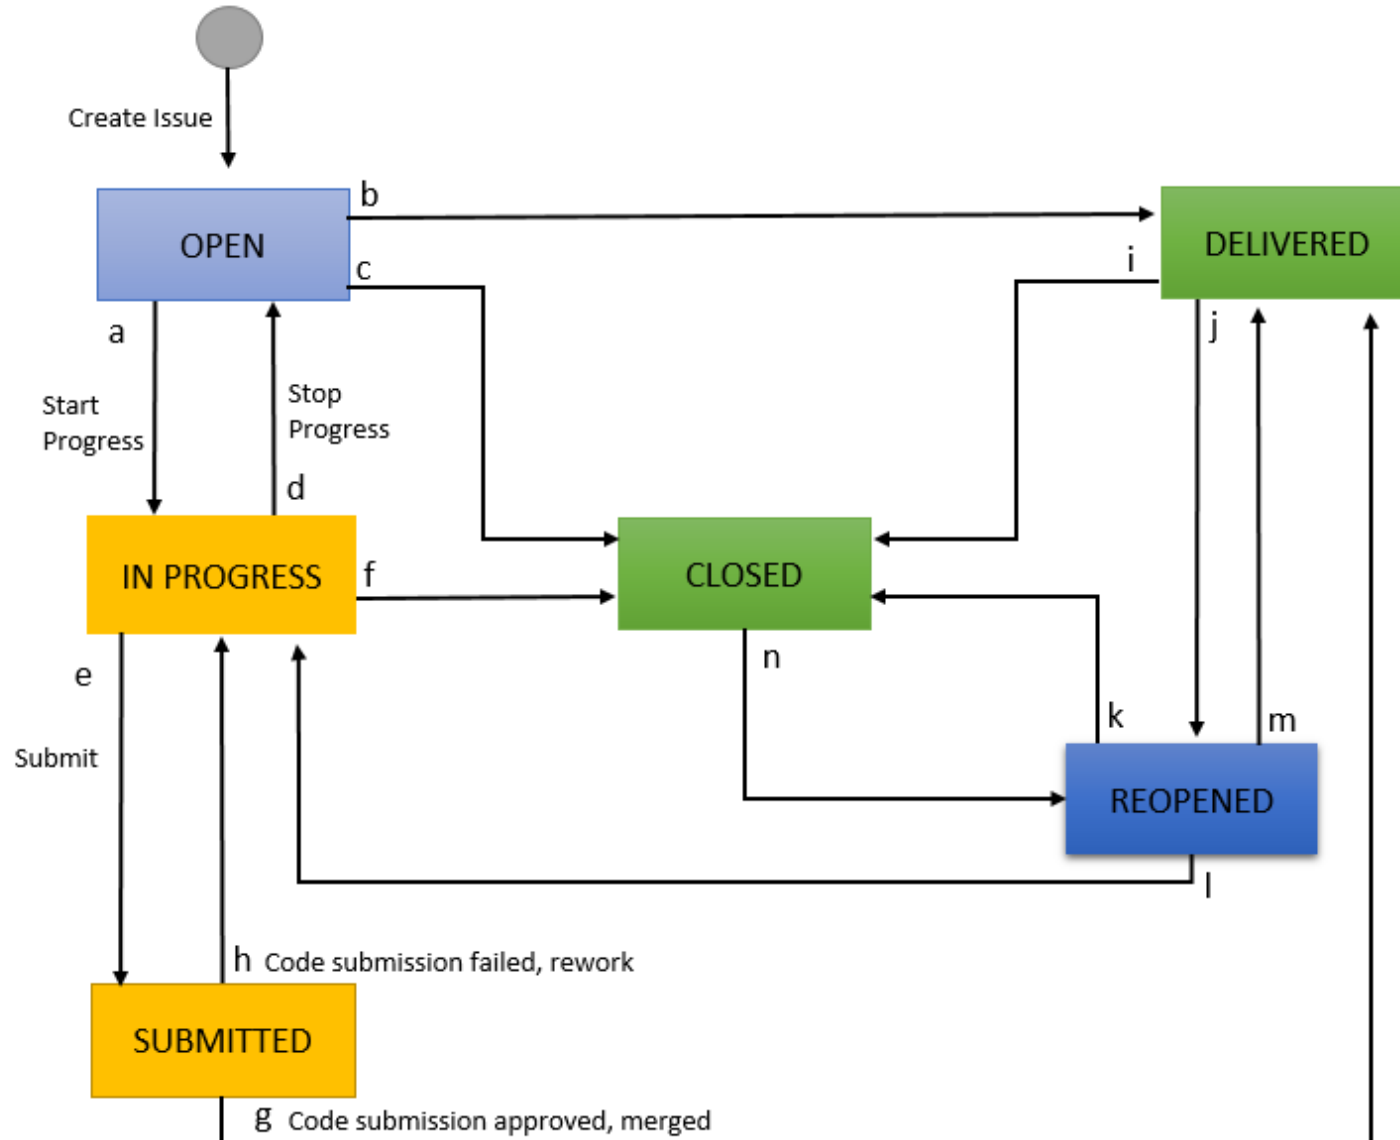 Create Issue
b
OPEN
DELIVERED
c
i
a
j
Start
Progress
Stop
Progress
d
IN PROGRESS
f
CLOSED
e
n
k
m
Submit
REOPENED
l
h Code submission failed, rework
SUBMITTED
g Code submission approved, merged